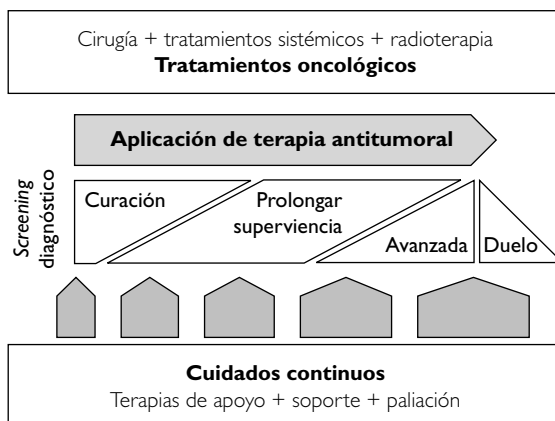 Cirugía + tratamientos sistémicos + radioterapia
Tratamientos oncológicos
Aplicación de terapia antitumoral
Screening
diagnóstico
Curación
Prolongar
superviencia
Avanzada
Duelo
Cuidados continuos
Terapias de apoyo + soporte + paliación